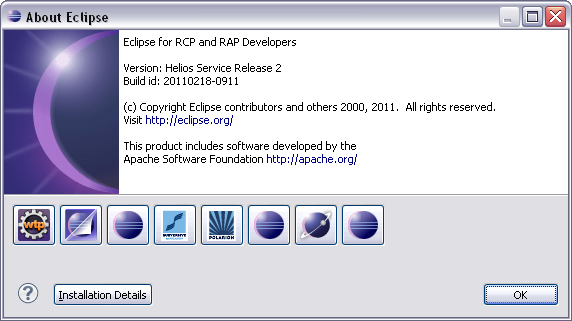 About Eclipse
Eclipse for RCP and RAP Developers
Version: Helios Service Release 2
Build id: 20110218-0911
(c) Copyright Eclipse contributors and others 2000, 2011.  All rights reserved.
Visit http://eclipse.org/
This product includes software developed by the
Apache Software Foundation http://apache.org/
wtp
SUBVERSIVE
POLARION
?
Installation Details
OK